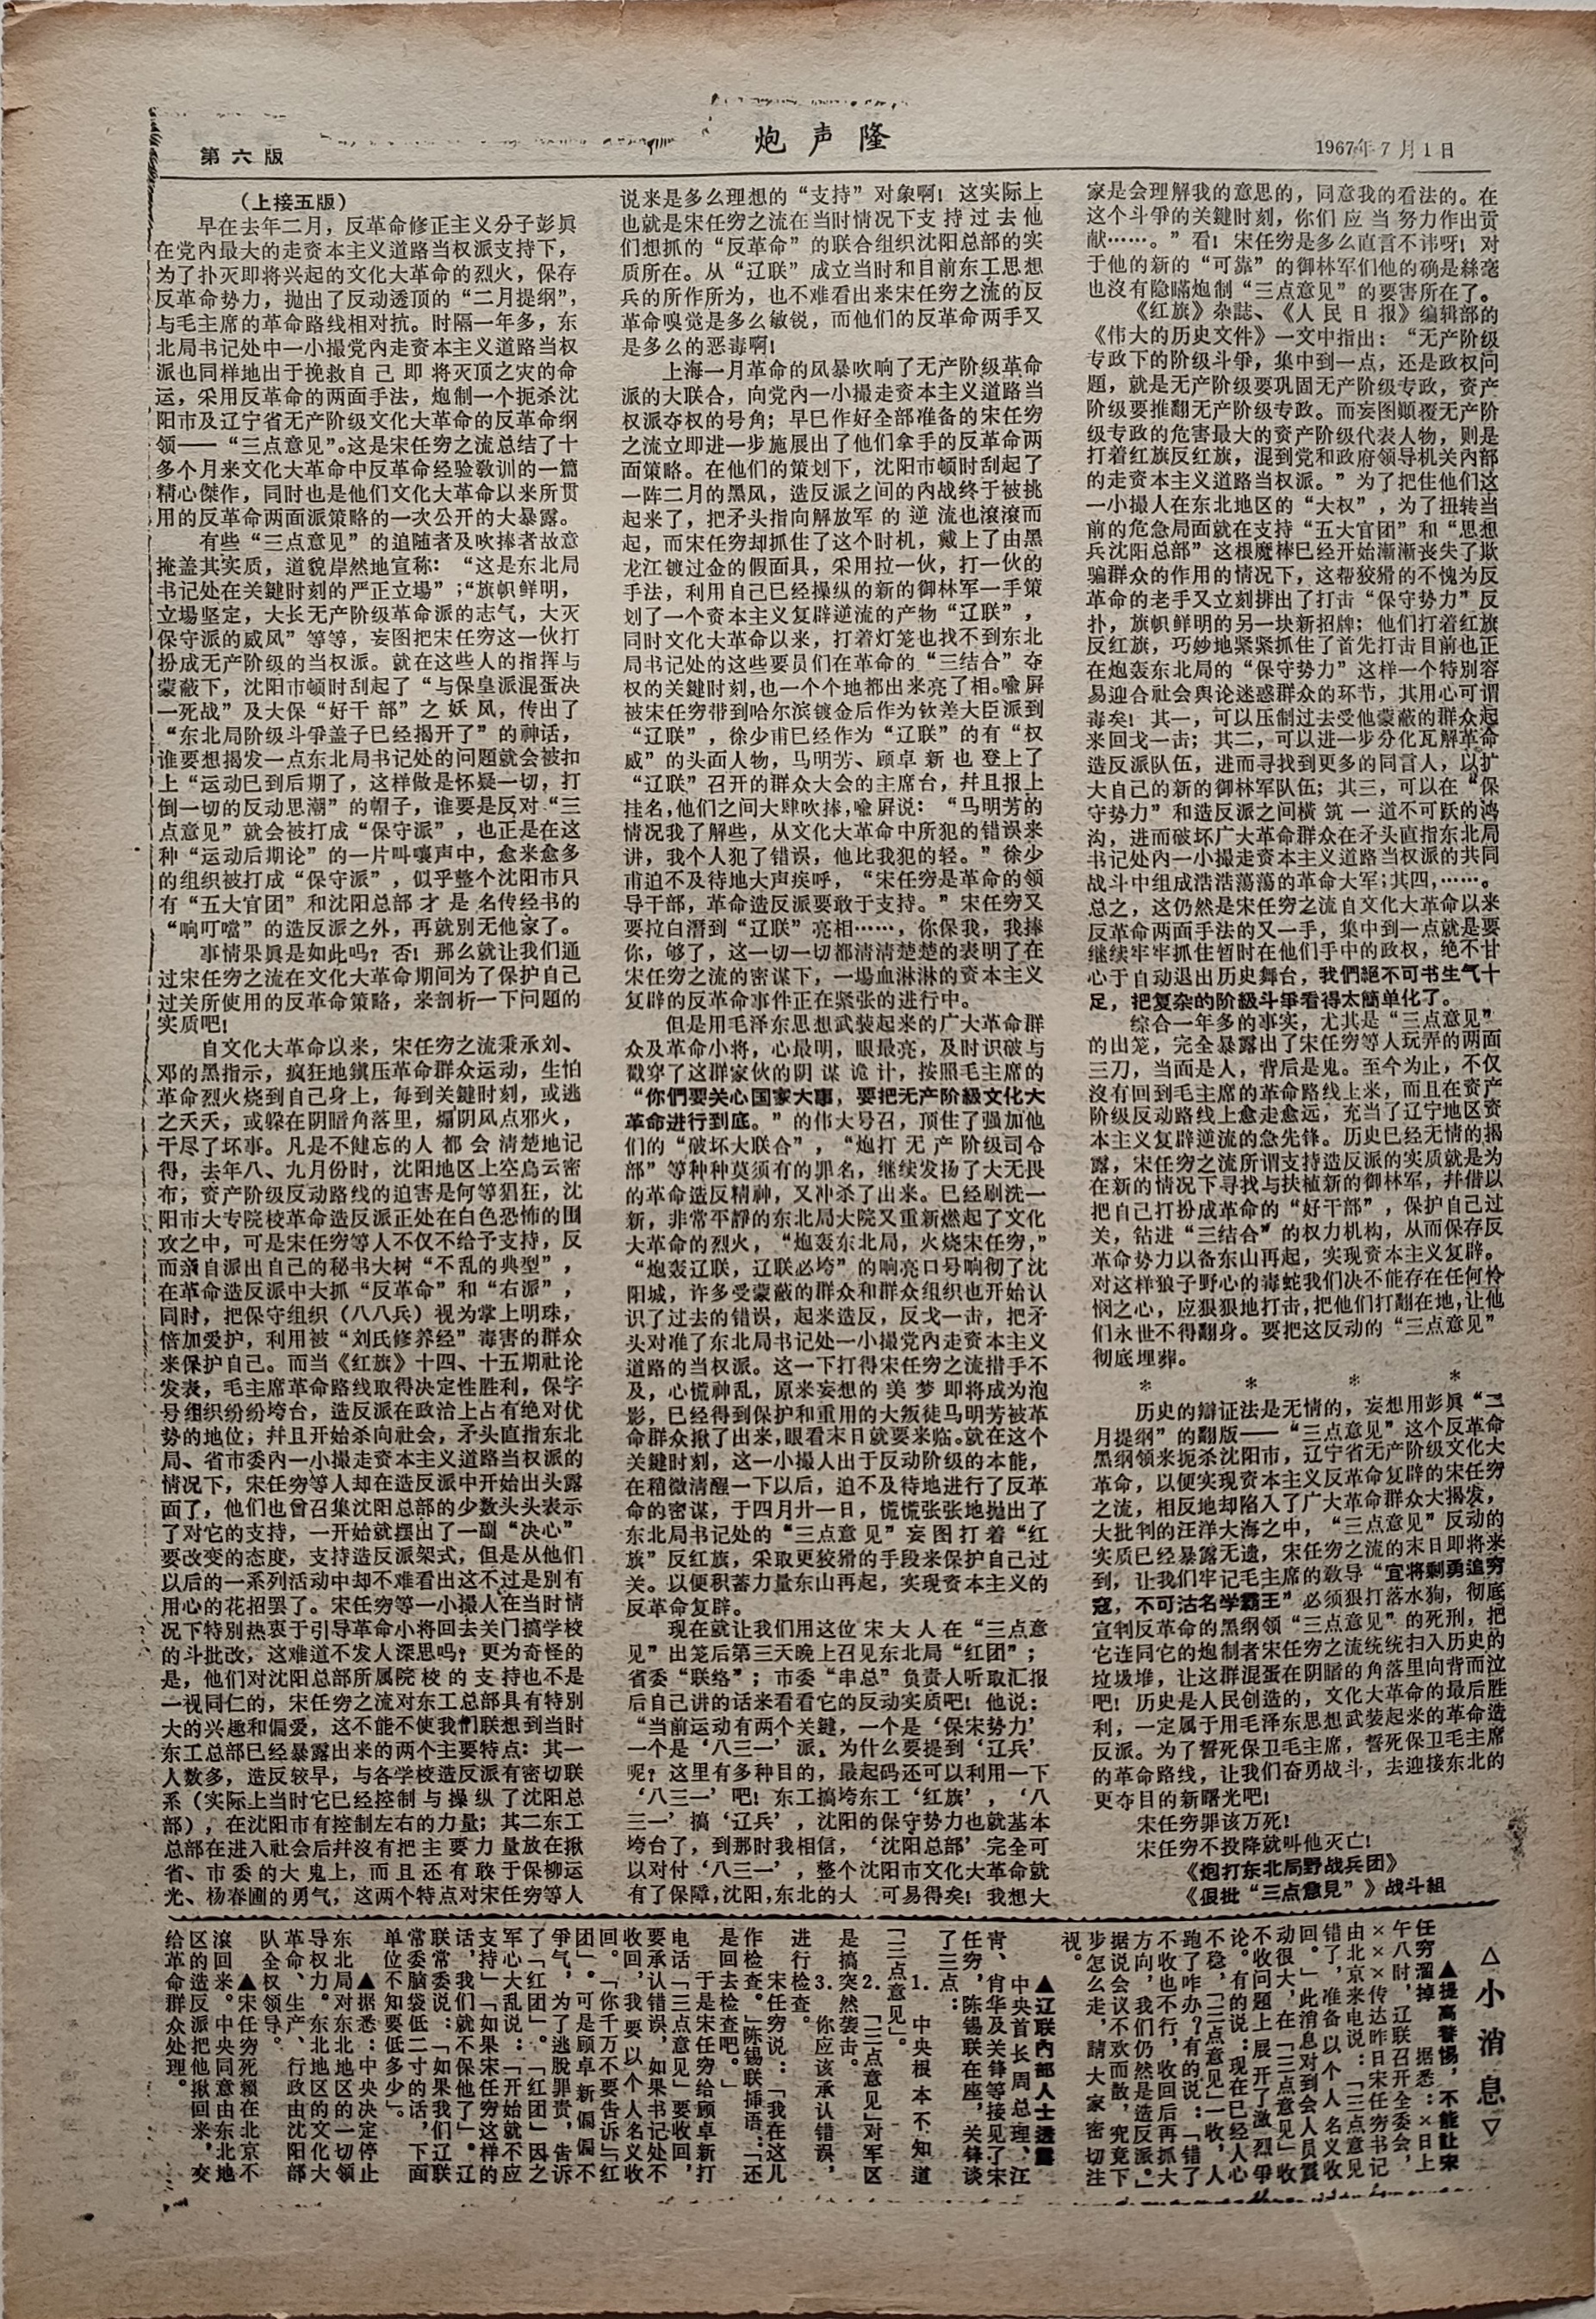 第六版
炮声隆
1967年7月1日
（上接五版）
早在去年二月，反革命修正主义分子彭眞
在党內最大的走资本主义道路当权派支持下，
为了扑灭即将兴起的文化大革命的烈火，保存
反革命势力，抛出了反动透顶的“二月提纲”，
与毛主席的革命路线相对抗。时隔一年多，东
北局书记处中一小撮党內走资本主义道路当权
派也同样地出于挽救自己即将灭顶之灾的命
运，采用反革命的两面手法，炮制一个扼杀沈
阳市及辽宁省无产阶级文化大革命的反革命纲
领——“三点意见”。这是宋任穷之流总结了十
多个月来文化大革命中反革命经验敎训的一篇
精心傑作，同时也是他们文化大革命以来所贯
用的反革命两面派策略的一次公开的大暴露。
有些“三点意见”的追随者及吹捧者故意
掩盖其实质，道貌岸然地宣称：“这是东北局
书记处在关鍵时刻的严正立場”；“旗帜鲜明，
立場坚定，大长无产阶级革命派的志气，大灭
保守派的威风”等等，妄图把宋任穷这一伙打
扮成无产阶级的当权派。就在这些人的指挥与
蒙蔽下，沈阳市顿时刮起了“与保皇派混蛋决
一死战”及大保“好干部”之妖风，传出了
“东北局阶级斗爭盖子已经揭开了”的神话，
谁要想揭发一点东北局书记处的问题就会被扣
上“运动已到后期了，这样做是怀疑一切，打
倒一切的反动思潮”的帽子，谁要是反对“三
点意见”就会被打成“保守派”，也正是在这
种“运动后期论”的一片叫嚷声中，愈来愈多
的组织被打成“保守派”，似乎整个沈阳市只
有“五大官团”和沈阳总部才是名传经书的
“响叮噹”的造反派之外，再就别无他家了。
事情果眞是如此吗？否！那么就让我们通
过宋任穷之流在文化大革命期间为了保护自己
过关所使用的反革命策略，来剖析一下问题的
实质吧！
自文化大革命以来，宋任穷之流秉承刘、
邓的黑指示，疯狂地鎮压革命群众运动，生怕
革命烈火烧到自己身上，每到关鍵时刻，或逃
之天天，或躱在阴暗角落里，煽阴风点邪火，
干尽了坏事。凡是不健忘的人都会清楚地记
得，去年八、九月份时，沈阳地区上空乌云密
布；资产阶级反动路线的迫害是何等猖狂，沈
阳市大专院校革命造反派正处在白色恐怖的围
攻之中，可是宋任穷等人不仅不给予支持，反
而亲自派出自己的秘书大树“不乱的典型”，
在革命造反派中大抓“反革命”和“右派”，
同时，把保守组织（八八兵）视为掌上明珠，
倍加爱护，利用被“刘氏修养经”毒害的群众
来保护自己。而当《红旗》十四、十五期社论
发表，毛主席革命路线取得决定性胜利，保字
号组织纷纷垮台，造反派在政治上占有绝对优
势的地位；幷且开始杀向社会，矛头直指东北
局、省市委內一小撮走资本主义道路当权派的
情况下，宋任穷等人却在造反派中开始出头露
面了，他们也曾召集沈阳总部的少数头头表示
了对它的支持，一开始就摆出了一副“决心”
要改变的态度，支持造反派架式，但是从他们
以后的一系列活动中却不难看出这不过是别有
用心的花招罢了。宋任穷等一小撮人在当时情
况下特别热衷于引导革命小将回去关门搞学校
的斗批改，这难道不发人深思吗？更为奇怪的
是，他们对沈阳总部所属院校的支持也不是
一视同仁的，宋任穷之流对东工总部具有特别
大的兴趣和偏爱，这不能不使我们联想到当时
东工总部已经暴露出来的两个主要特点：其一
人数多，造反较早，与各学校造反派有密切联
系（实际上当时它已经控制与操纵了沈阳总
部），在沈阳市有控制左右的力量；其二东工
总部在进入社会后幷沒有把主要力量放在揪
省、市委的大鬼上，而且还有敢于保柳运
光、杨春圃的勇气，这两个特点对宋任穷等人
说来是多么理想的“支持”对象啊！这实际上
也就是宋任穷之流在当时情况下支持过去他
们想抓的“反革命”的联合组织沈阳总部的实
质所在。从“辽联”成立当时和目前东工思想
兵的所作所为，也不难看出来宋任穷之流的反
革命嗅觉是多么敏锐，而他们的反革命两手又
是多么的恶毒啊！
上海一月革命的风暴吹响了无产阶级革命
派的大联合，向党內一小撮走资本主义道路当
权派夺权的号角；早已作好全部准备的宋任穷
之流立即进一步施展出了他们拿手的反革命两
面策略。在他们的策划下，沈阳市顿时刮起了
一阵二月的黑风，造反派之间的内战终于被挑
起来了，把矛头指向解放军的逆流也滾滾而
起，而宋任穷却抓住了这个时机，戴上了由黑
龙江镀过金的假面具，采用拉一伙，打一伙的
手法，利用自己已经操纵的新的御林军一手策
划了一个资本主义复辟逆流的产物“辽联”，
同时文化大革命以来，打着灯笼也找不到东北
局书记处的这些要员们在革命的“三结合”夺
权的关鍵时刻，也一个个地都出来亮了相。喩屏
被宋任穷带到哈尔滨镀金后作为钦差大臣派到
“辽联”，徐少甫已经作为“辽联”的有“权
威”的头面人物，马明芳、顾卓新也登上了
“辽联”召开的群众大会的主席台，幷且报上
挂名，他们之间大肆吹捧，喩屏说：“马明芳的
情况我了解些，从文化大革命中所犯的错误来
讲，我个人犯了错误，他比我犯的轻。”徐少
甫迫不及待地大声疾呼，“宋任穷是革命的领
导干部，革命造反派要敢于支持。”宋任穷又
要拉白潛到“辽联”亮相……，你保我，我捧
你，够了，这一切一切都清清楚楚的表明了在
宋任穷之流的密谋下，一場血淋淋的资本主义
复辟的反革命事件正在紧张的进行中。
但是用毛泽东思想武装起来的广大革命群
众及革命小将，心最明，眼最亮，及时识破与
戳穿了这群家伙的阴谋诡计，按照毛主席的
“你們要关心国家大事，要把无产阶級文化大
革命进行到底。”的伟大号召，顶住了强加他
们的“破坏大联合”，“炮打无产阶级司令
部”等种种莫须有的罪名，继续发扬了大无畏
的革命造反精神，又冲杀了出来。已经刷洗一
新，非常平靜的东北局大院又重新燃起了文化
大革命的烈火，“炮轰东北局，火烧宋任穷，”
“炮轰辽联，辽联必垮”的响亮口号响彻了沈
阳城，许多受蒙蔽的群众和群众组织也开始认
识了过去的错误，起来造反，反戈一击，把矛
头对准了东北局书记处一小撮党內走资本主义
道路的当权派。这一下打得宋任穷之流措手不
及，心慌神乱，原来妄想的美梦即将成为泡
影，已经得到保护和重用的大叛徒马明芳被革
命群众揪了出来，眼看末日就要来临。就在这个
关鍵时刻，这一小撮人出于反动阶级的本能，
在稍微清醒一下以后，迫不及待地进行了反革
命的密谋，于四月廿一日，慌慌张张地抛出了
东北局书记处的“三点意见”妄图打着“红
旗”反红旗，采取更狡猾的手段来保护自己过
关。以便积蓄力量东山再起，实现资本主义的
反革命复辟。
现在就让我们用这位宋大人在“三点意
见”出笼后第三天晚上召见东北局“红团”；
省委“联络”；市委“串总”负责人听取汇报
后自己讲的话来看看它的反动实质吧！他说：
“当前运动有两个关鍵，一个是‘保宋势力’
一个是‘八三一’派，为什么要提到‘辽兵’
呢？这里有多种目的，最起码还可以利用一下
‘八三一’吧！东工搞垮东工‘红旗’，‘八
三一’搞‘辽兵’，沈阳的保守势力也就基本
垮台了，到那时我相信，‘沈阳总部’完全可
以对付‘八三一’，整个沈阳市文化大革命就
有了保障，沈阳，东北的大 可易得矣！我想大
家是会理解我的意思的，同意我的看法的。在
这个斗爭的关鍵时刻，你们应当努力作出贡
献……。”看！宋任穷是多么直言不讳呀！对
于他的新的“可靠”的御林军们他的确是絲毫
也沒有隐瞞炮制“三点意见”的要害所在了。
《红旗》杂誌、《人民日报》编辑部的
《伟大的历史文件》一文中指出：“无产阶级
专政下的阶级斗爭，集中到一点，还是政权问
题，就是无产阶级要巩固无产阶级专政，资产
阶级要推翻无产阶级专政。而妄图顚覆无产阶
级专政的危害最大的资产阶级代表人物，则是
打着红旗反红旗，混到党和政府领导机关內部
的走资本主义道路当权派。”为了把住他们这
一小撮人在东北地区的“大权”，为了扭转当
前的危急局面就在支持“五大官团”和“思想
兵沈阳总部”这根魔棒已经开始漸漸丧失了欺
骗群众的作用的情况下，这帮狡猾的不愧为反
革命的老手又立刻排出了打击“保守势力”反
扑，旗帜鲜明的另一块新招牌；他们打着红旗
反红旗，巧妙地紧紧抓住了首先打击目前也正
在炮轰东北局的“保守势力”这样一个特别容
易迎合社会舆论迷惑群众的环节，其用心可谓
毒矣！其一，可以压制过去受他蒙蔽的群众起
来回戈一击；其二，可以进一步分化瓦解革命
造反派队伍，进而寻找到更多的同言人，以扩
大自己的新的御林军队伍；其三，可以在“保
守势力”和造反派之间橫筑一道不可跃的鸿
沟，进而破坏广大革命群众在矛头直指东北局
书记处內一小撮走资本主义道路当权派的共同
战斗中组成浩浩荡荡的革命大军；其四，……。
总之，这仍然是宋任穷之流自文化大革命以来
反革命两面手法的又一手，集中到一点就是要
继续牢牢抓住暂时在他们手中的政权，绝不甘
心于自动退出历史舞台，我們絕不可书生气十
足，把复杂的阶級斗爭看得太簡单化了。
综合一年多的事实，尤其是“三点意见”
的出笼，完全暴露出了宋任穷等人玩弄的两面
三刀，当面是人，背后是鬼。至今为止，不仅
沒有回到毛主席的革命路线上来，而且在资产
阶级反动路线上愈走愈远，充当了辽宁地区资
本主义复辟逆流的急先锋。历史已经无情的揭
露，宋任穷之流所谓支持造反派的实质就是为
在新的情况下寻找与扶植新的御林军，幷借以
把自己打扮成革命的“好干部”，保护自己过
关，钻进“三结合”的权力机构，从而保存反
革命势力以备东山再起，实现资本主义复辟。
对这样狼子野心的毒蛇我们决不能存在任何怜
悯之心，应狠狠地打击，把他们打翻在地，让他
们永世不得翻身。要把这反动的“三点意见”
彻底埋葬。
＊ ＊ ＊ ＊
历史的辩证法是无情的，妄想用彭眞“二
月提纲”的翻版——“三点意见”这个反革命
黑纲领来扼杀沈阳市，辽宁省无产阶级文化大
革命，以便实现资本主义反革命复辟的宋任穷
之流，相反地却陷入了广大革命群众大揭发，
大批判的汪洋大海之中，“三点意见”反动的
实质已经暴露无遗，宋任穷之流的末日即将来
到，让我们牢记毛主席的敎导“宜将剩勇追穷
寇，不可沽名学霸王”必须狠打落水狗，彻底
宣判反革命的黑纲领“三点意见”的死刑，把
它连同它的炮制者宋任穷之流统统扫入历史的
垃圾堆，让这群混蛋在阴暗的角落里向背而泣
吧！历史是人民创造的，文化大革命的最后胜
利，一定属于用毛泽东思想武装起来的革命造
反派。为了誓死保卫毛主席，誓死保卫毛主席
的革命路线，让我们奋勇战斗，去迎接东北的
更夺目的新曙光吧！
宋任穷罪该万死！
宋任穷不投降就叫他灭亡！
《炮打东北局野战兵团》
《狠批“三点意見”》战斗組
△小消息▽
▲提高警惕，不能让宋
任穷溜掉　据悉：×日上
午八时，辽联召开全委会，
×××传达昨日宋任穷书记
由北京来电说：「三点意见
错了，准备以个人名义收
回。」此消息对到会人员震
动很大，在「三点意见」收
不收问题上展开了激烈爭
论。有的说：现在已经人心
不稳，「三点意见」一收，人
跑了咋办？有的说：「错了
不收也不行，收回后再抓大
方向，我们仍然是造反派。」
据说会议不欢而散，究竟下
步怎么走，請大家密切注
视。
▲辽联內部人士透露
中央首长周总理、江
青、肖华及关锋等接见了宋
任穷，陈锡联在座，关锋谈
了三点：
1.　中央根本不知道
「三点意见」。
2.　「三点意见」对军区
是搞突然袭击。
3.　你应该承认错误，
进行检查。
宋任穷说：「我在这儿
作检查。」陈锡联挿语：「还
是回去检查吧。」
于是宋任穷给顾卓新打
电话「三点意见」要收回，
要承认错误，如果书记处不
收回，我要以个人名义收
回。「你千万不要告诉「红
团」。可是顾卓新偏偏不
爭气，为了逃脫罪责，告诉
了「红团」。「红团」因之
军心大乱说：「开始就不应
支持」「如果宋任穷这样的
话，我们就不保他了」。辽
联常委说：「如果我们辽联
常委脑袋低二寸的话，下面
单位不知要低多少」。
▲据悉：中央决定停止
东北局对东北地区的一切领
导权力。东北地区的文化大
革命、生产、行政由沈阳部
队全权领导。
▲宋任穷死赖在北京不
滾回来。中央同意由东北地
区的造反派把他揪回来，交
给革命群众处理。